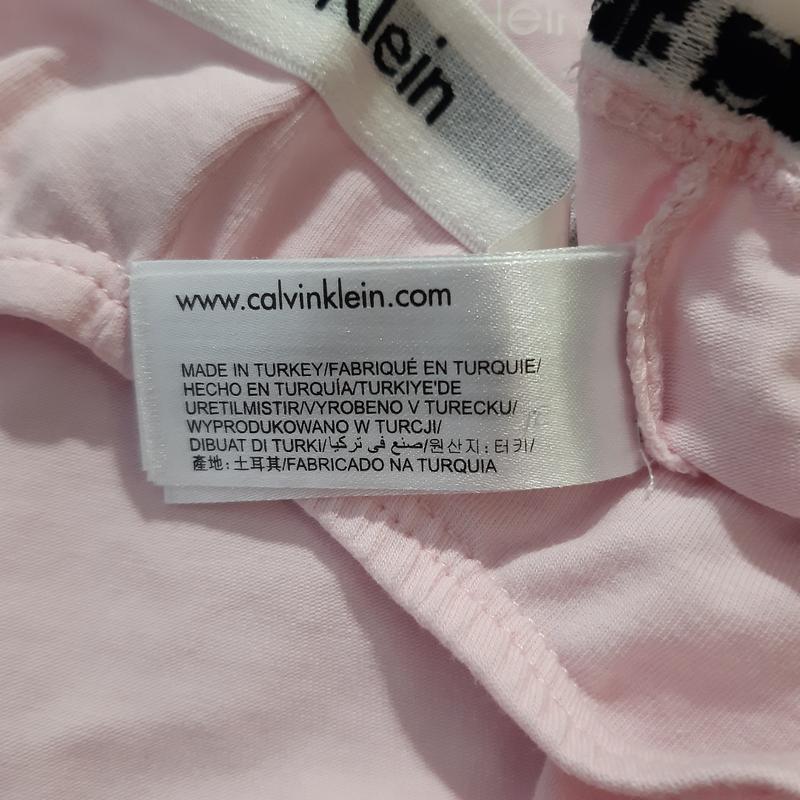 Klein
lein
www.calvinklein.com
MADE IN TURKEY/FABRIQUÉ EN TURQUIE/
HECHO EN TURQUÍA/TURKIYE'DE
URETILMISTIR/VYROBENO V TURECKU/
WYPRODUKOWANO W TURCJI/
DIBUAT DI TURKI/صنع في تركيا/원산지: 터키/
產地: 土耳其/FABRICADO NA TURQUIA